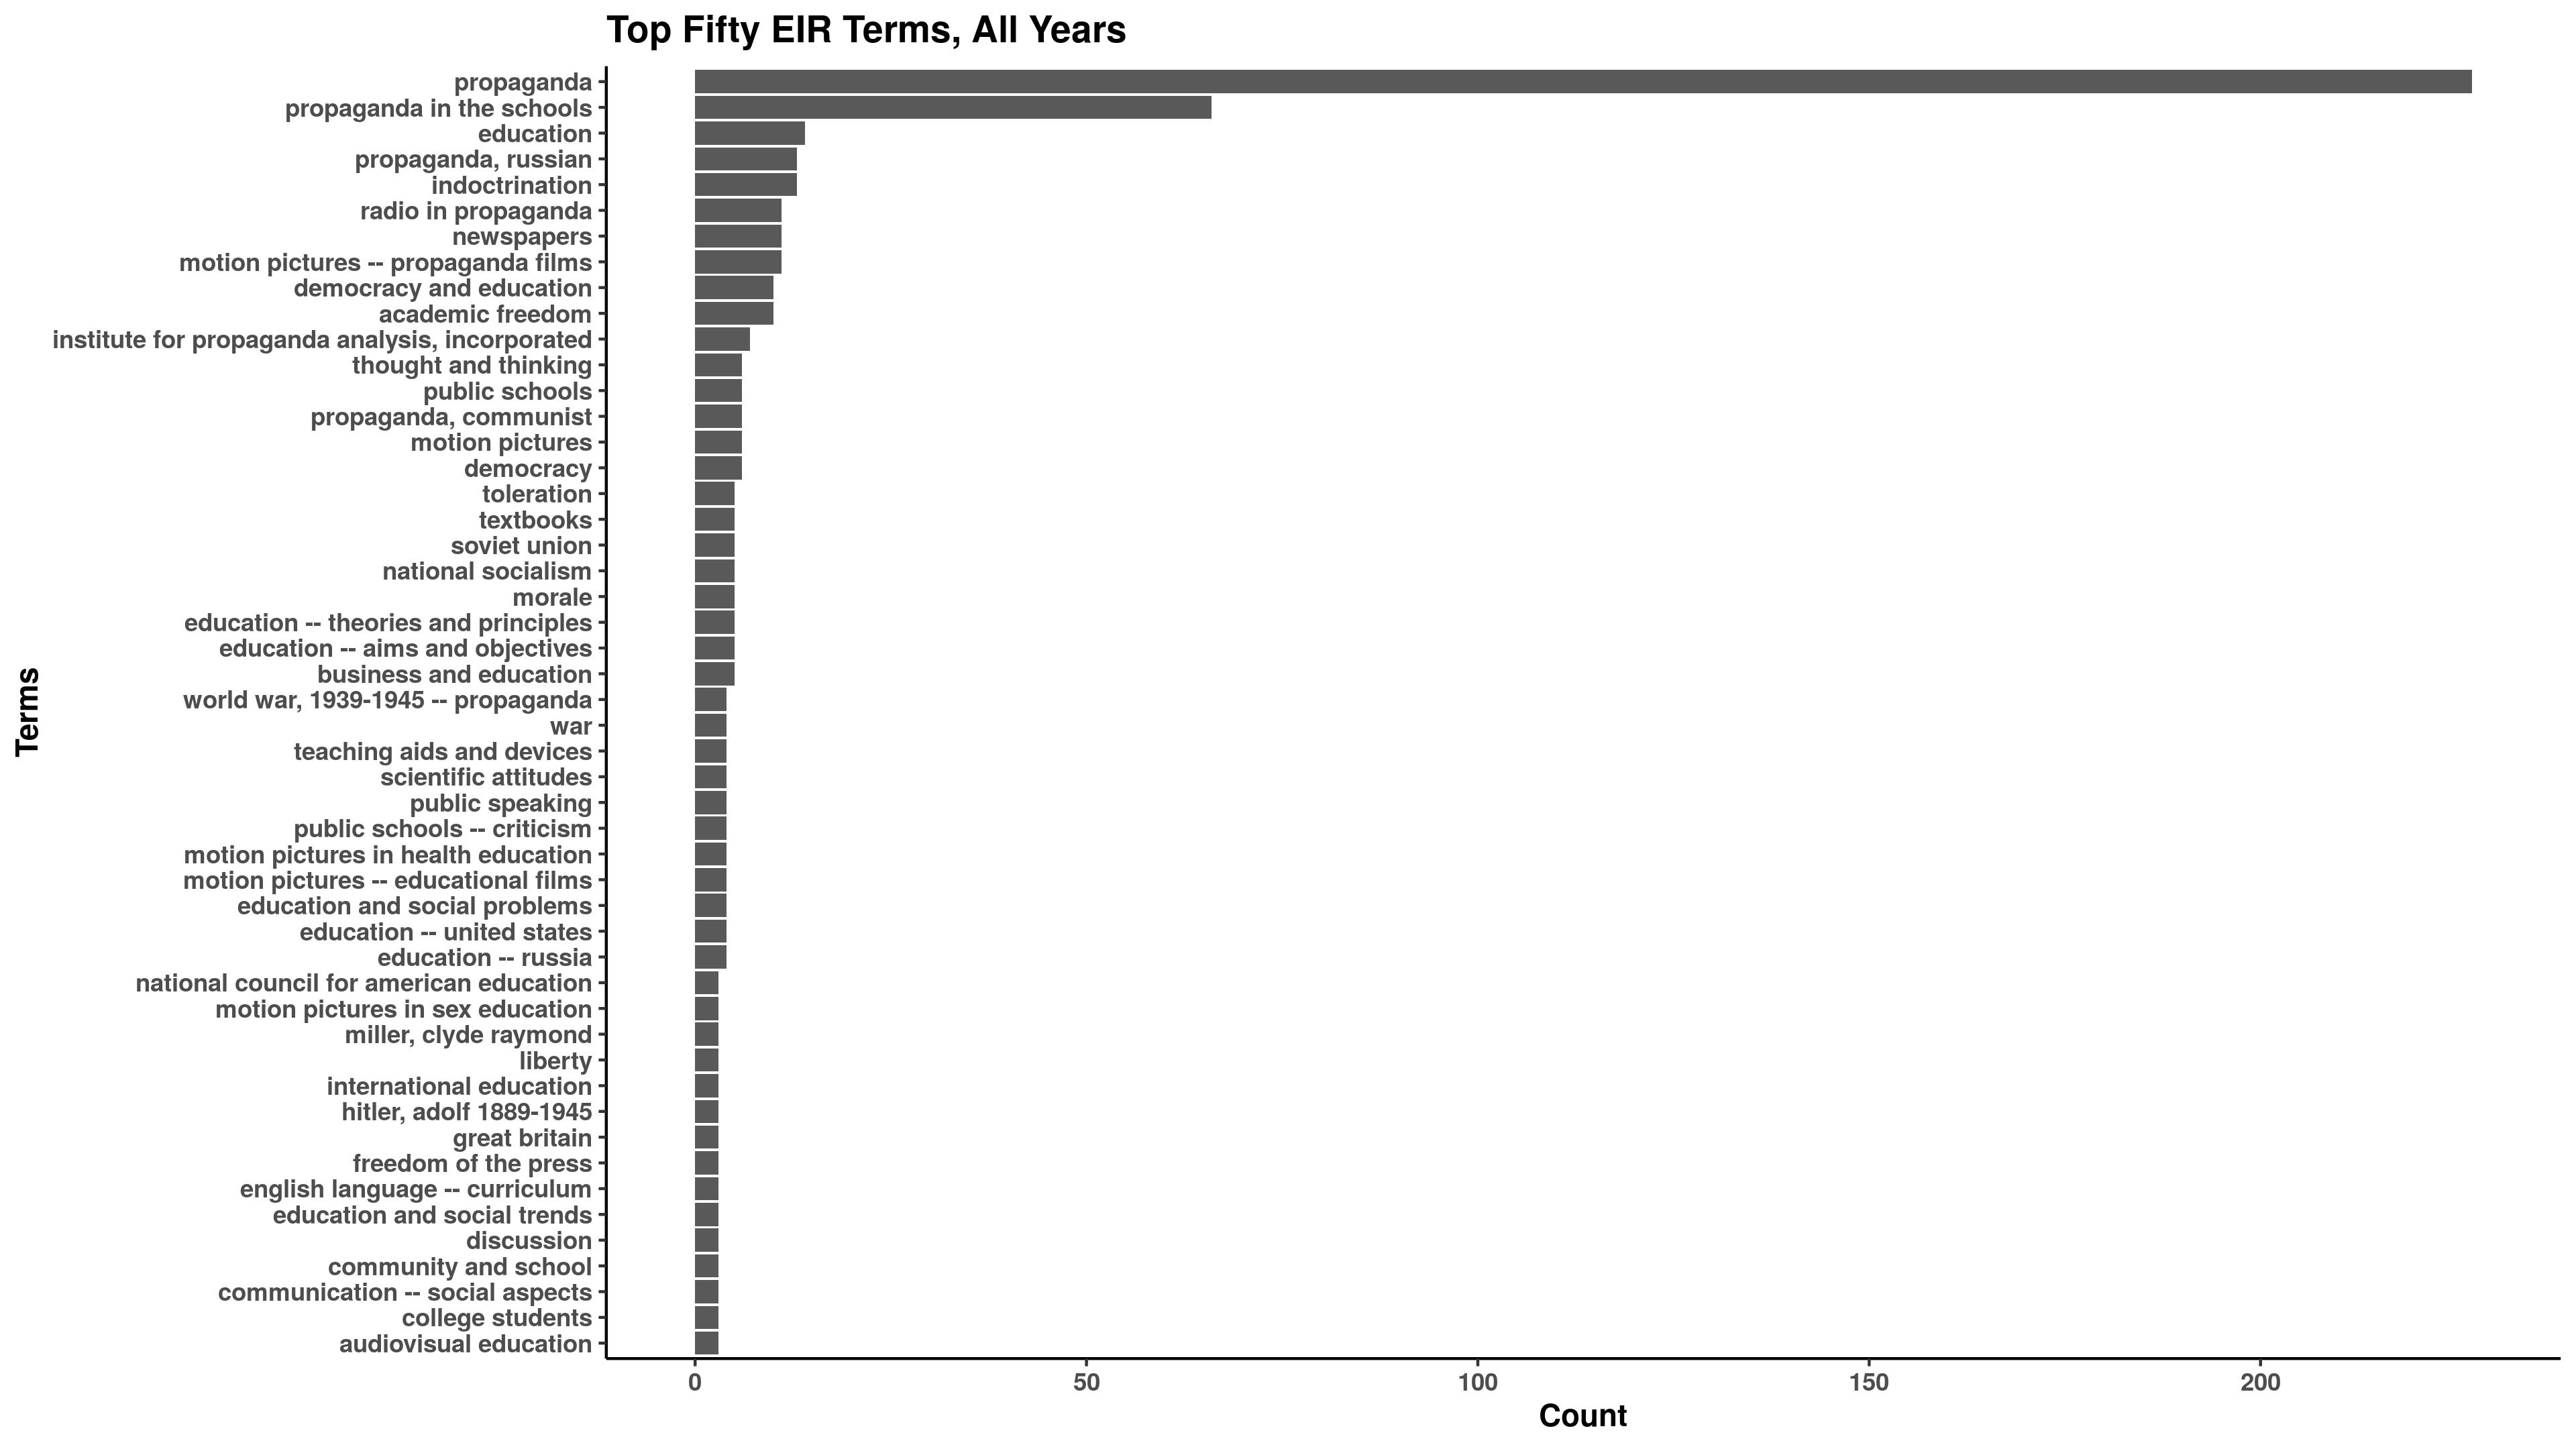 Top Fifty EIR Terms, All Years
propaganda
propaganda in the schools
education
propaganda, russian
indoctrination
radio in propaganda
newspapers
motion pictures -- propaganda films
democracy and education
academic freedom
institute for propaganda analysis, incorporated
thought and thinking
public schools
propaganda, communist
motion pictures
democracy
toleration
textbooks
soviet union
national socialism
morale
education -- theories and principles
education -- aims and objectives
business and education
world war, 1939-1945 -- propaganda
war
teaching aids and devices
scientific attitudes
public speaking
public schools -- criticism
motion pictures in health education
motion pictures -- educational films
education and social problems
education -- united states
education -- russia
national council for american education
motion pictures in sex education
miller, clyde raymond
liberty
international education
hitler, adolf 1889-1945
great britain
freedom of the press
english language -- curriculum
education and social trends
discussion
community and school
communication -- social aspects
college students
audiovisual education
Terms
0 50 100 150 200
Count